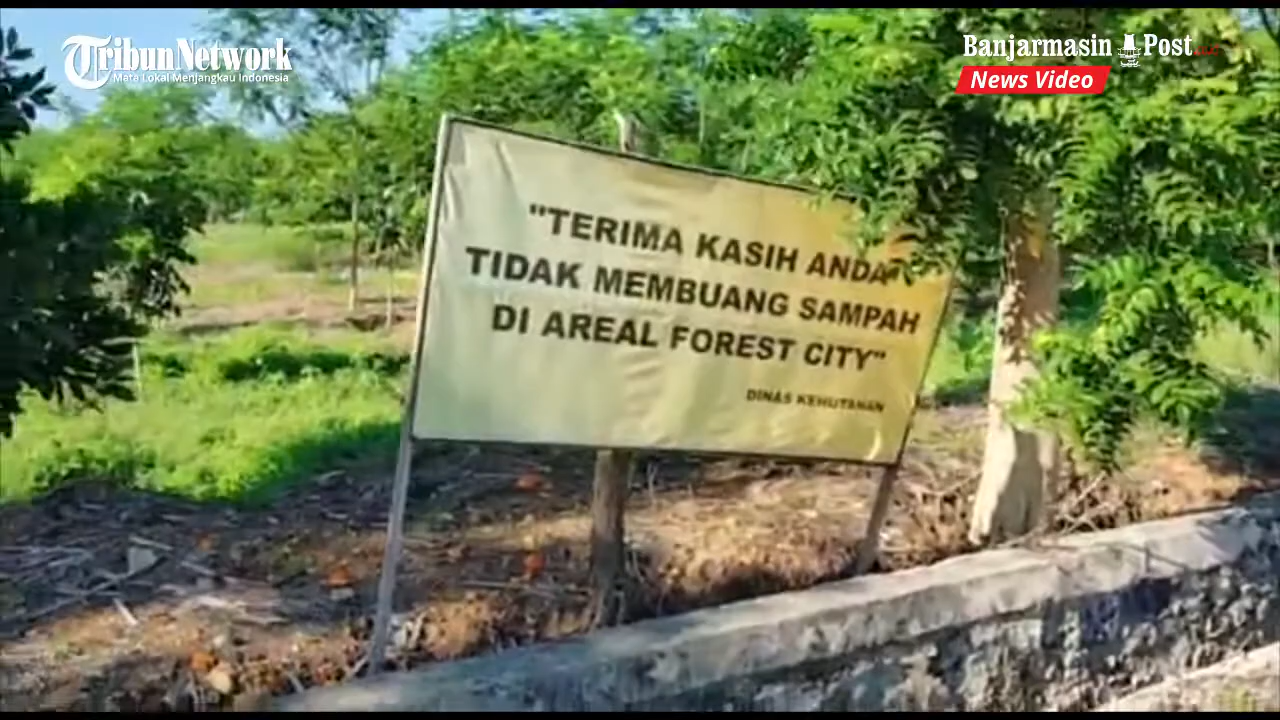 TribunNetwork
Mata Lokal Menjangkau Indonesia
Banjarmasin Post
News Video
"TERIMA KASIH ANDA
TIDAK MEMBUANG SAMPAH
DI AREAL FOREST CITY"
DINAS KEHUTANAN